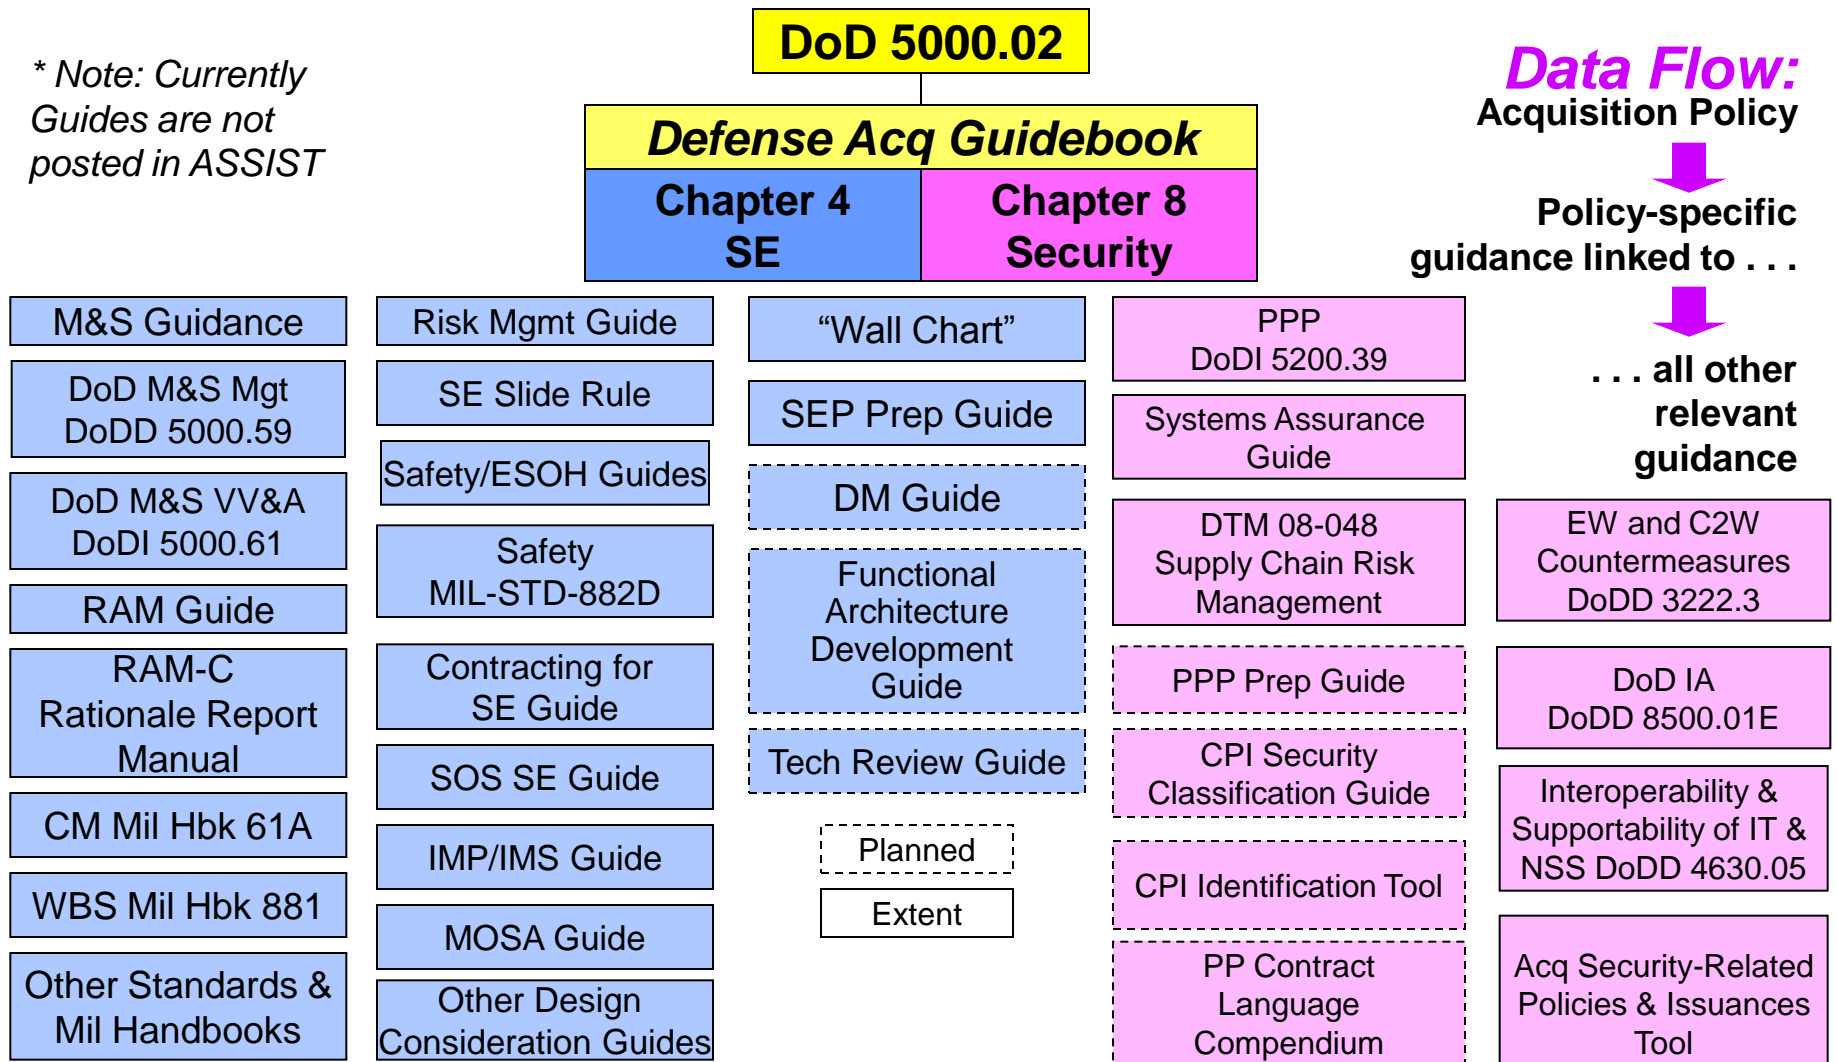 * Note: Currently
Guides are not
posted in ASSIST
DoD 5000.02
Defense Acq Guidebook
Chapter 4
SE
Chapter 8
Security
Data Flow:
Acquisition Policy
Policy-specific
guidance linked to . . .
. . . all other
relevant
guidance
M&S Guidance
DoD M&S Mgt
DoDD 5000.59
DoD M&S VV&A
DoDI 5000.61
RAM Guide
RAM-C
Rationale Report
Manual
CM Mil Hbk 61A
WBS Mil Hbk 881
Other Standards &
Mil Handbooks
Risk Mgmt Guide
SE Slide Rule
Safety/ESOH Guides
Safety
MIL-STD-882D
Contracting for
SE Guide
SOS SE Guide
IMP/IMS Guide
MOSA Guide
Other Design
Consideration Guides
“Wall Chart”
SEP Prep Guide
DM Guide
Functional
Architecture
Development
Guide
Tech Review Guide
Planned
Extent
PPP
DoDI 5200.39
Systems Assurance
Guide
DTM 08-048
Supply Chain Risk
Management
PPP Prep Guide
CPI Security
Classification Guide
CPI Identification Tool
PP Contract
Language
Compendium
EW and C2W
Countermeasures
DoDD 3222.3
DoD IA
DoDD 8500.01E
Interoperability &
Supportability of IT &
NSS DoDD 4630.05
Acq Security-Related
Policies & Issuances
Tool